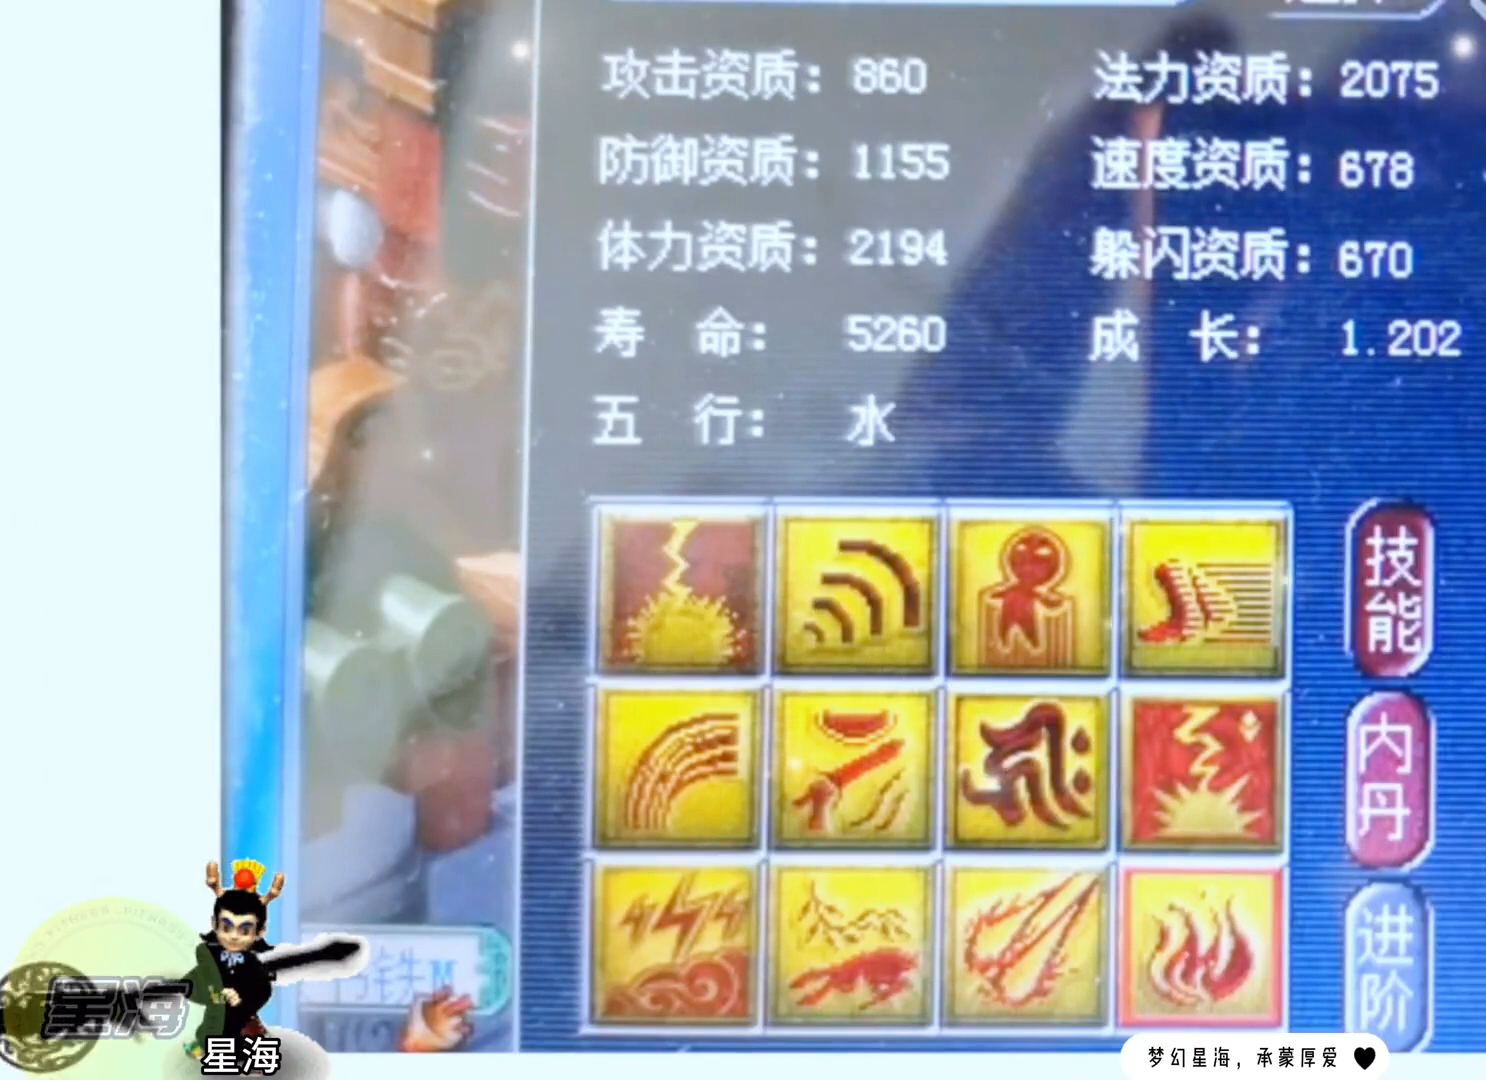 攻击资质：860 法力资质：2075
防御资质：1155 速度资质：678
体力资质：2194 躲闪资质：670
寿 命： 5260 成 长： 1.202
五 行： 水
技能
内丹
进阶
星海
星海
梦幻星海，承蒙厚爱